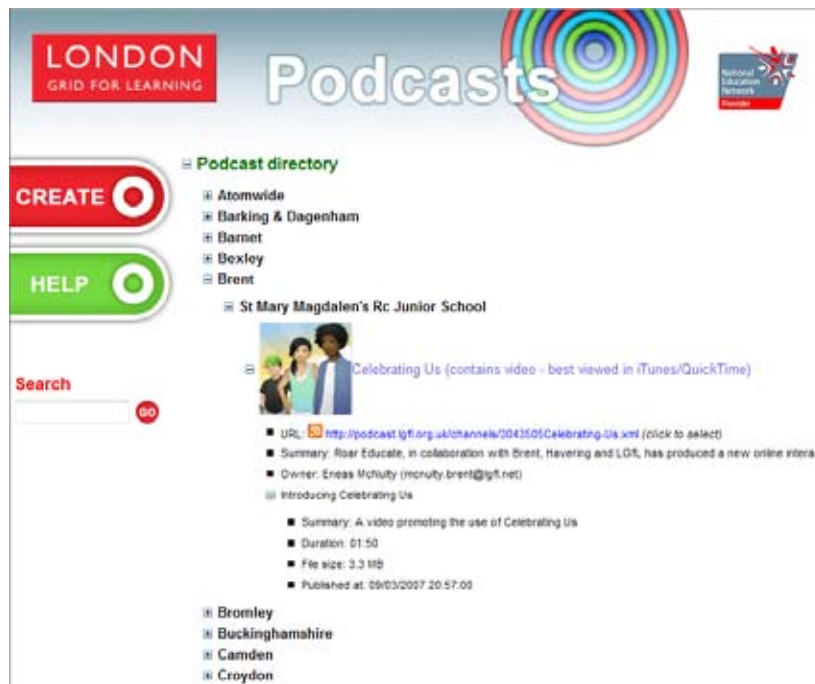 LONDON
GRID FOR LEARNING
Podcasts
National
Education
Network
Provider
CREATE
HELP
Search
GO
Podcast directory
Atomwide
Barking & Dagenham
Barnet
Bexley
Brent
St Mary Magdalen's Rc Junior School
Celebrating Us (contains video - best viewed in iTunes/QuickTime)
URL: http://podcast.lgfl.org.uk/channels/2043505Celebrating-Us.xml (click to select)
Summary: Roar Educate, in collaboration with Brent, Havering and LGfL has produced a new online intera
Owner: Eneas McNulty (mcnulty.brent@lgfl.net)
Introducing Celebrating Us
Summary: A video promoting the use of Celebrating Us
Duration: 01:50
File size: 3.3 MB
Published at: 09/03/2007 20:57:00
Bromley
Buckinghamshire
Camden
Croydon